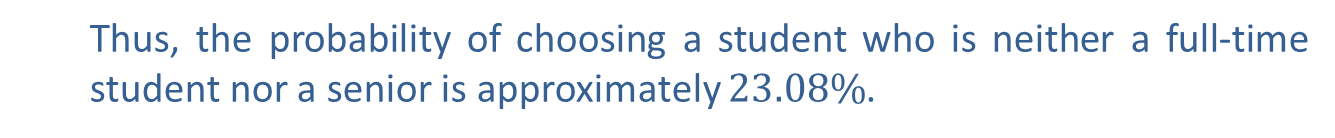 Thus, the probability of choosing a student who is neither a full-time
student nor a senior is approximately 23.08%.